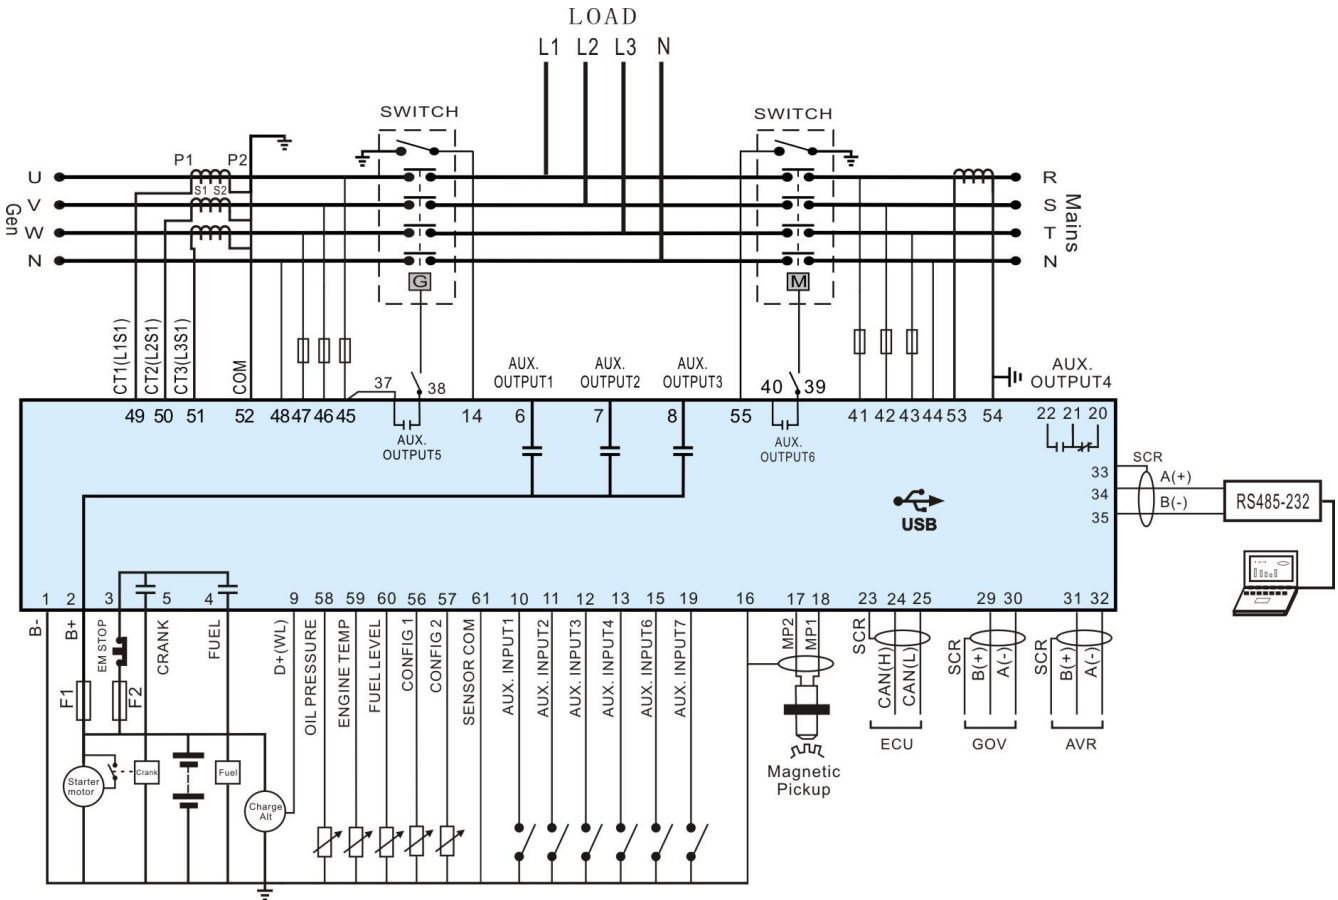 LOAD
L1 L2 L3 N
SWITCH
SWITCH
P1 P2
S1 S2
U
V
W
N
Gen
R
S
T
N
Mains
G
M
CT1(L1S1)
CT2(L2S1)
CT3(L3S1)
COM
37 38
AUX.
OUTPUT1
AUX.
OUTPUT2
AUX.
OUTPUT3
40 39
AUX.
OUTPUT4
49 50 51 52 48 47 46 45 14 6 7 8 55 41 42 43 44 53 54 22 21 20
AUX.
OUTPUT5
AUX.
OUTPUT6
SCR
33
A(+)
34
B(-)
35
RS485-232
USB
1 2 3 5 4 9 58 59 60 56 57 61 10 11 12 13 15 19 16 17 18 23 24 25 29 30 31 32
B-
B+
EM STOP
CRANK
FUEL
D+(WL)
OIL PRESSURE
ENGINE TEMP
FUEL LEVEL
CONFIG 1
CONFIG 2
SENSOR COM
AUX. INPUT1
AUX. INPUT2
AUX. INPUT3
AUX. INPUT4
AUX. INPUT6
AUX. INPUT7
MP2
MP1
SCR
CAN(H)
CAN(L)
SCR
B(+)
A(-)
SCR
B(+)
A(-)
F1
F2
ECU
GOV
AVR
Starter
motor
Crank
Fuel
Charge
Alt
Magnetic
Pickup